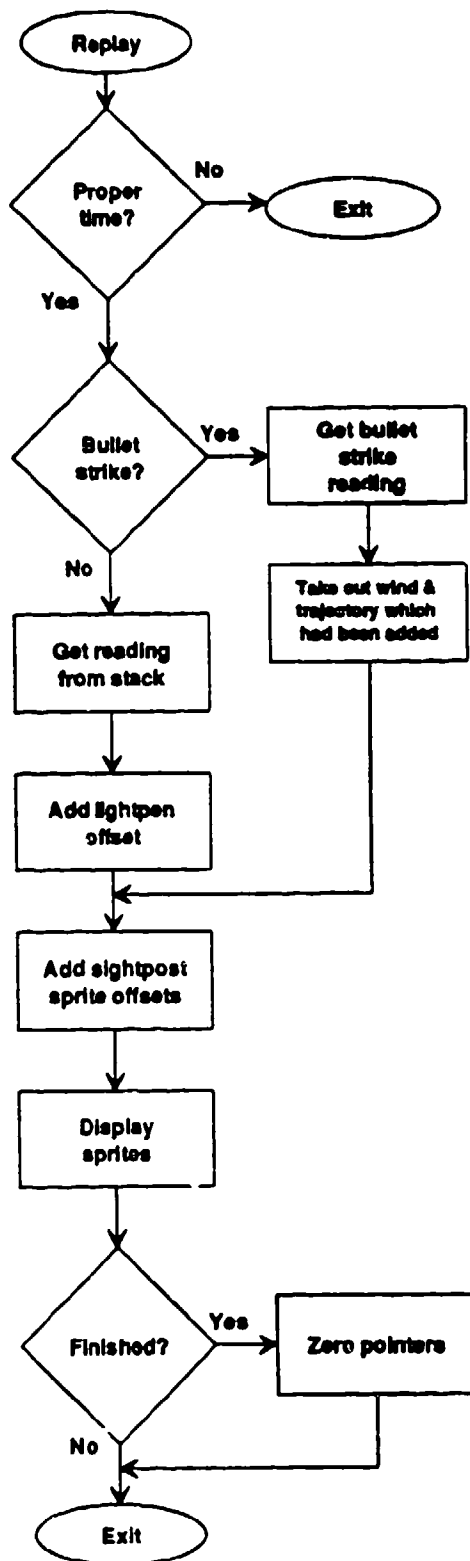 Replay
No
Proper
time?
Exit
Yes
Yes
Bullet
strike?
Get bullet
strike
reading
No
Take out wind &
trajectory which
had been added
Get reading
from stack
Add lightpen
offset
Add sightpost
sprite offsets
Display
sprites
Yes
Finished?
Zero pointers
No
Exit